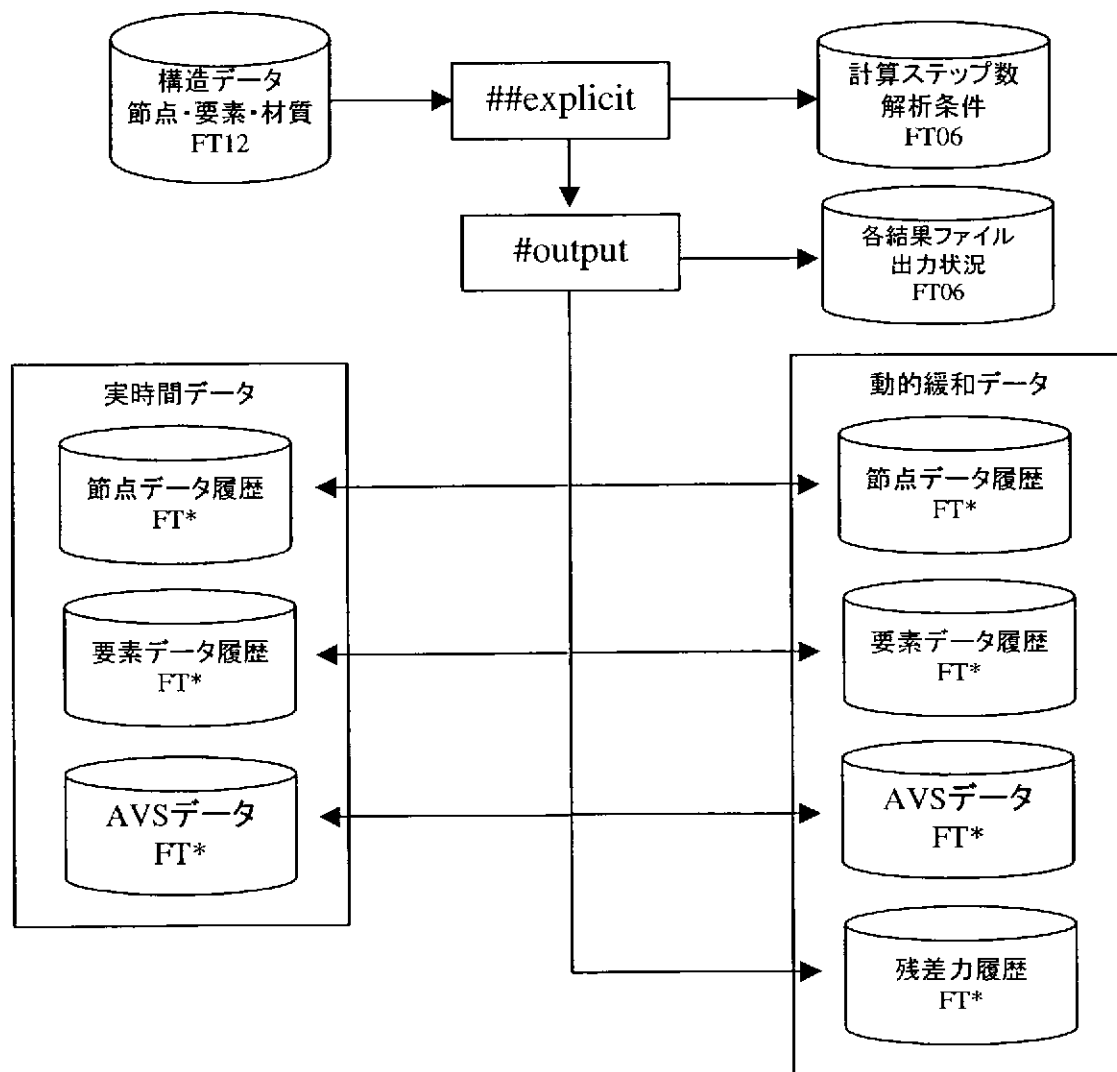 構造データ
節点・要素・材質
FT12
##explicit
計算ステップ数
解析条件
FT06
#output
各結果ファイル
出力状況
FT06
実時間データ
節点データ履歴
FT*
要素データ履歴
FT*
AVSデータ
FT*
動的緩和データ
節点データ履歴
FT*
要素データ履歴
FT*
AVSデータ
FT*
残差力履歴
FT*